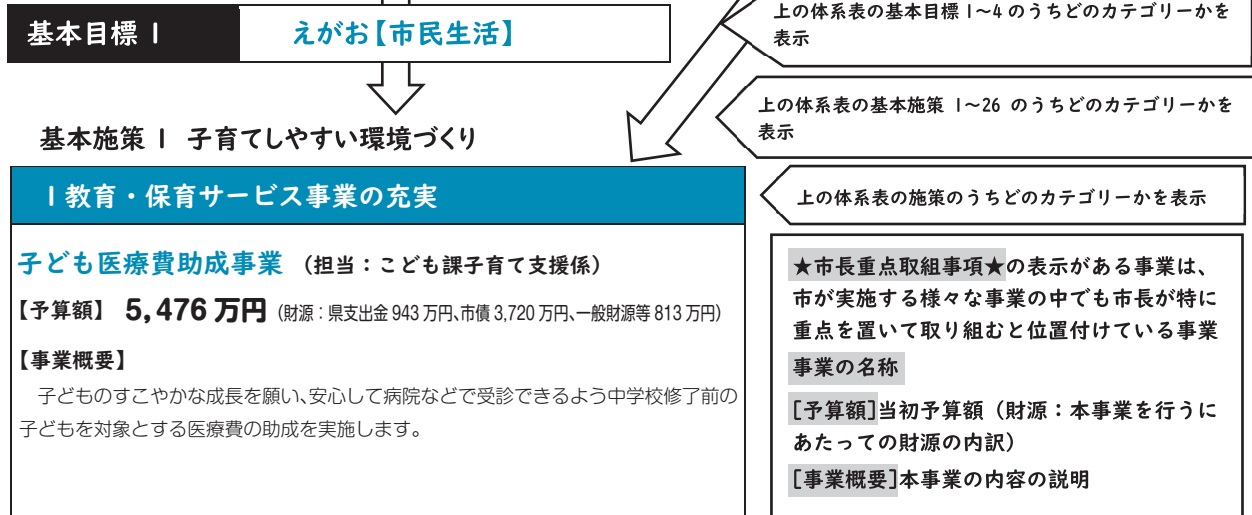 基本目標 1
えがお【市民生活】
基本施策 1 子育てしやすい環境づくり
1 教育・保育サービス事業の充実
子ども医療費助成事業 (担当：こども課子育て支援係)
【予算額】 5,476 万円 (財源：県支出金 943 万円、市債 3,720 万円、一般財源等 813 万円)
【事業概要】
子どものすこやかな成長を願い、安心して病院などで受診できるよう中学校修了前の
子どもを対象とする医療費の助成を実施します。
上の体系表の基本目標 1～4 のうちどのカテゴリーかを
表示
上の体系表の基本施策 1～26 のうちどのカテゴリーかを
表示
上の体系表の施策のうちどのカテゴリーかを表示
★市長重点取組事項★の表示がある事業は、
市が実施する様々な事業の中でも市長が特に
重点を置いて取り組むと位置付けている事業
事業の名称
[予算額]当初予算額（財源：本事業を行うに
あたっての財源の内訳）
[事業概要]本事業の内容の説明